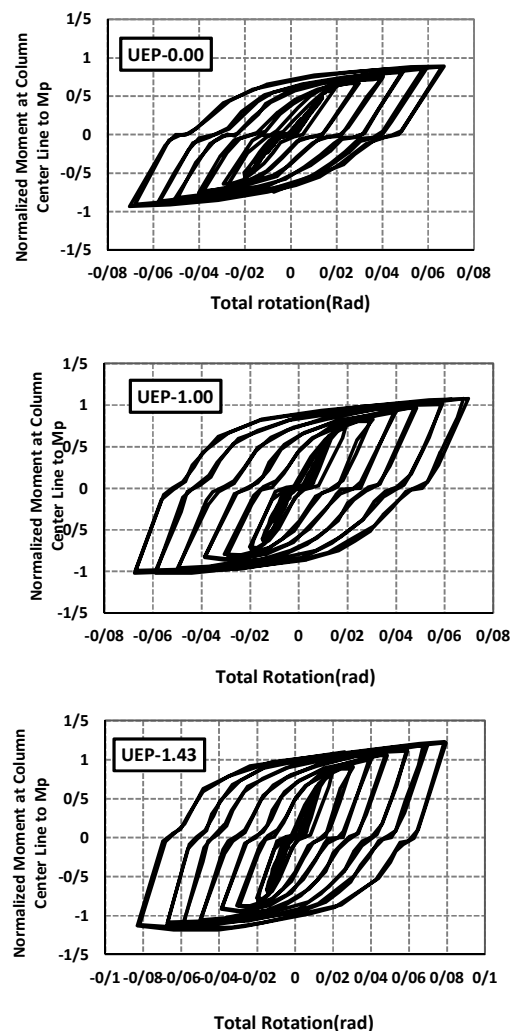 UEP-0.00
Normalized Moment at Column
Center Line to Mp
1/5
1
0/5
0
-0/5
-1
-1/5
-0/08 -0/06 -0/04 -0/02 0 0/02 0/04 0/06 0/08
Total rotation(Rad)
UEP-1.00
Normalized Moment at Column
Center Line to Mp
1/5
1
0/5
0
-0/5
-1
-1/5
-0/08 -0/06 -0/04 -0/02 0 0/02 0/04 0/06 0/08
Total Rotation(rad)
UEP-1.43
Normalized Moment at Column
Center Line to Mp
1/5
1
0/5
0
-0/5
-1
-1/5
-0/1 -0/08 -0/06 -0/04 -0/02 0 0/02 0/04 0/06 0/08 0/1
Total Rotation(rad)